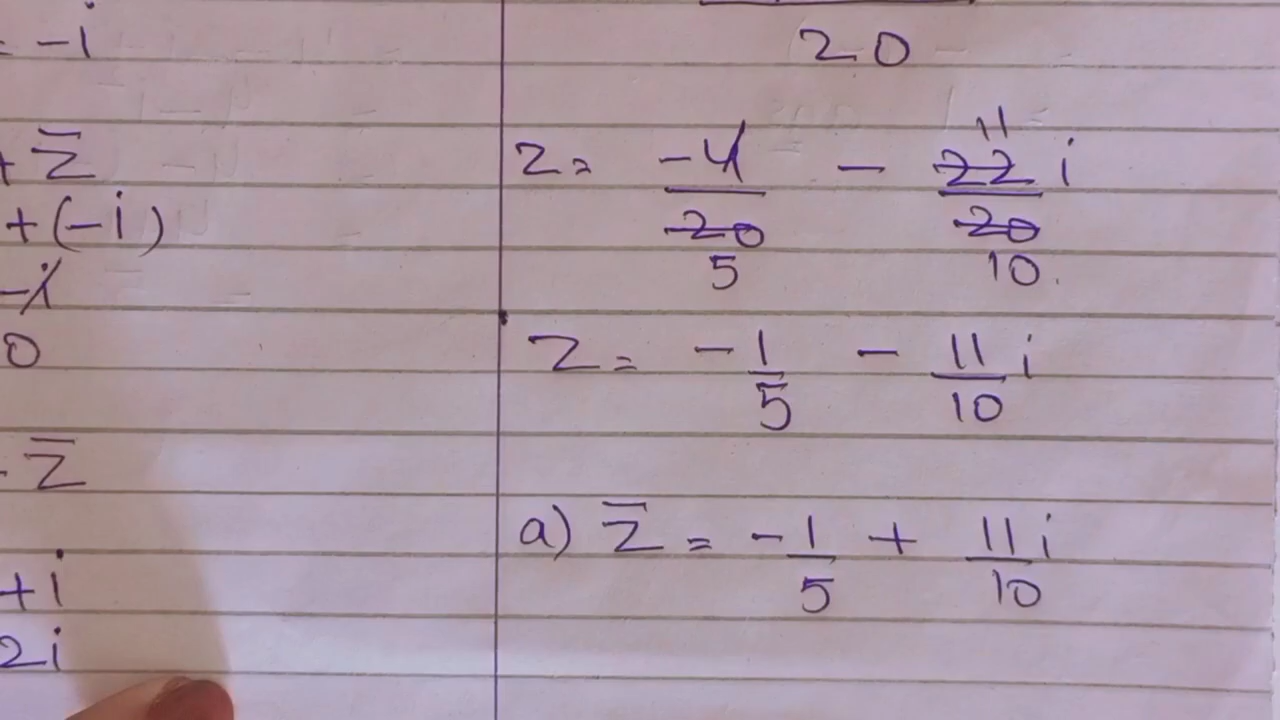 = -i
+ z̄
+ (-i)
-i
0
- z̄
+ i
2i
20
z = -4/20 - 22/20 i
11
5 10
z = -1/5 - 11/10 i
a) z̄ = -1/5 + 11/10 i